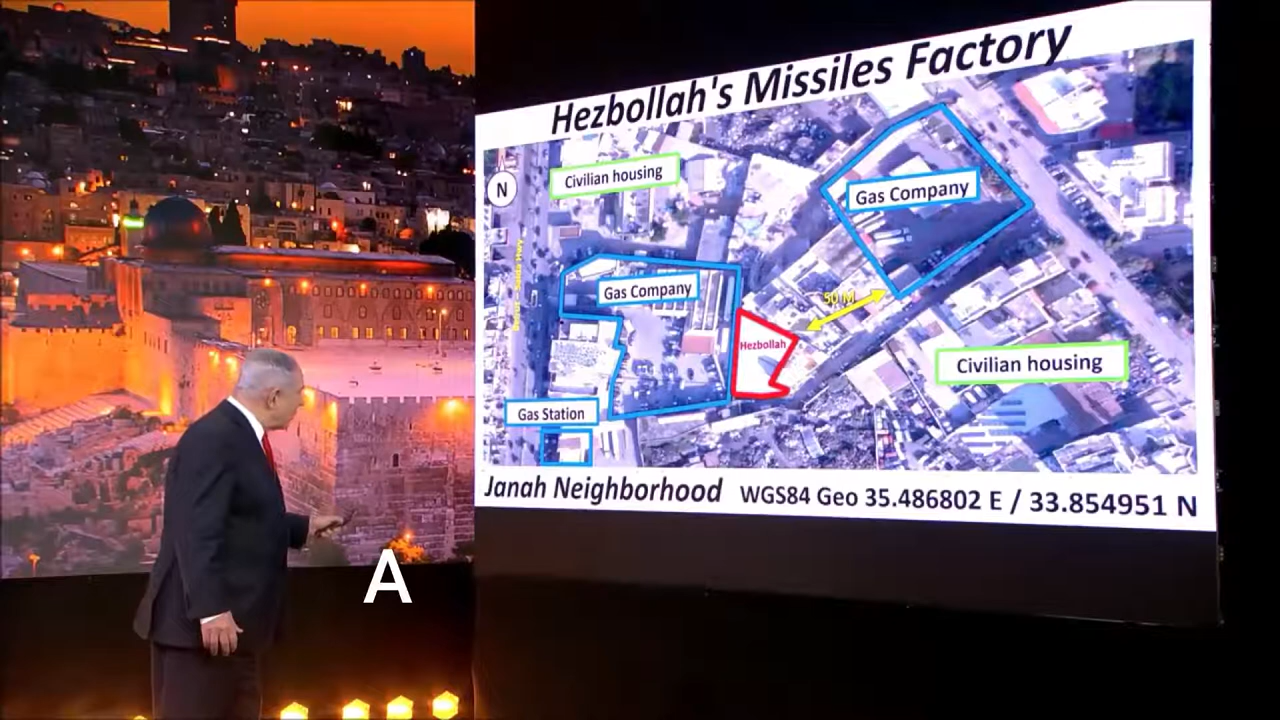 Hezbollah's Missiles Factory
Civilian housing
N
Gas Company
Gas Company
50 M
Hezbollah
Civilian housing
Gas Station
Janah Neighborhood WGS84 Geo 35.486802 E / 33.854951 N
A